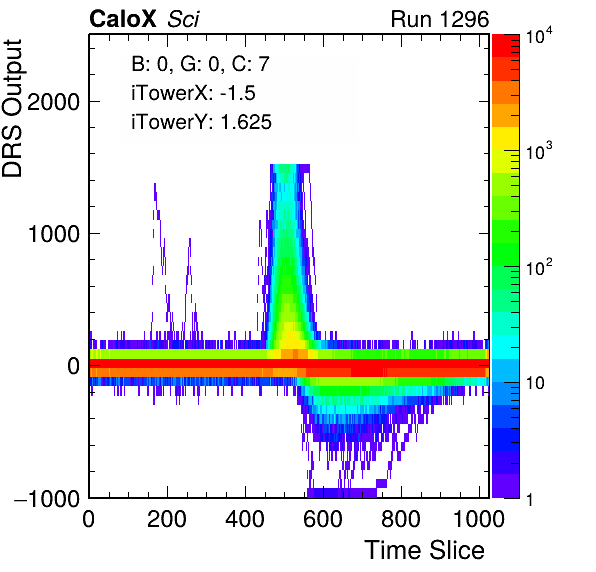 CaloX Sci Run 1296
B: 0, G: 0, C: 7
iTowerX: -1.5
iTowerY: 1.625
DRS Output
2000
1000
0
−1000
0 200 400 600 800 1000
Time Slice
10^4
10^3
10^2
10
1